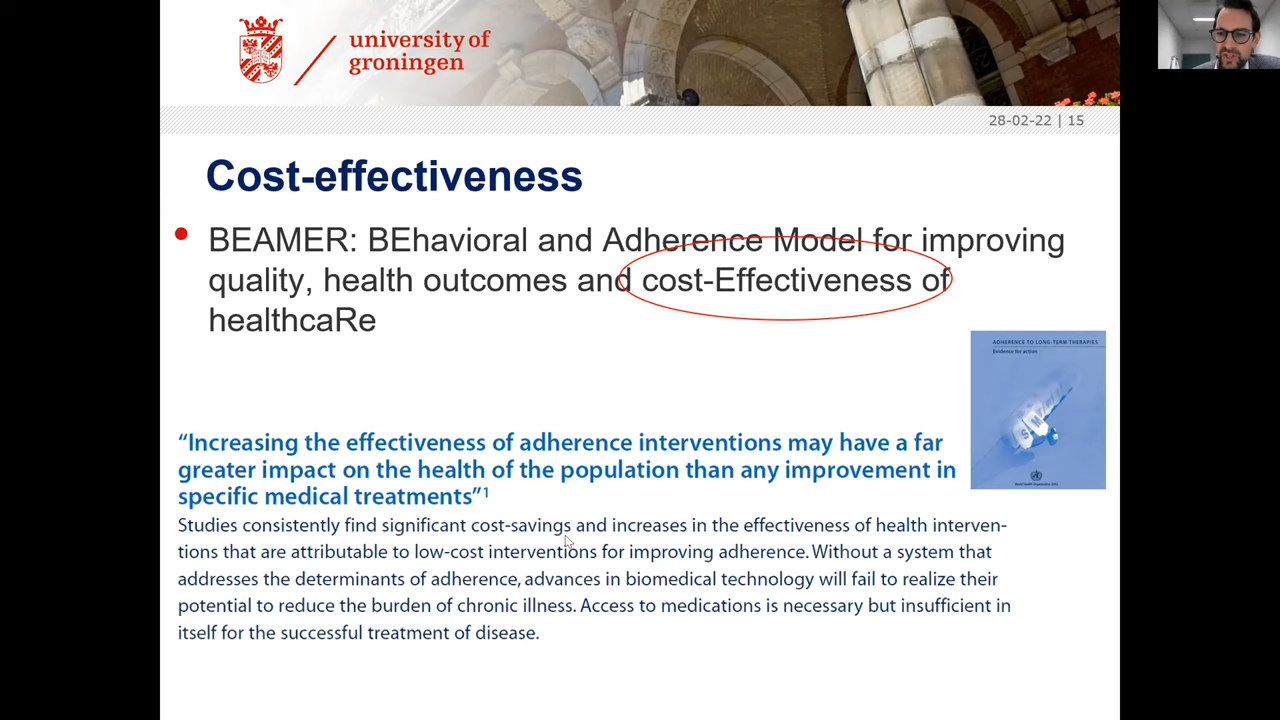 university of
groningen
28-02-22 | 15
Cost-effectiveness
• BEAMER: BEhavioral and Adherence Model for improving
quality, health outcomes and cost-Effectiveness of
healthcaRe
ADHERENCE TO LONG-TERM THERAPIES
Evidence for action
“Increasing the effectiveness of adherence interventions may have a far
greater impact on the health of the population than any improvement in
specific medical treatments”¹
Studies consistently find significant cost-savings and increases in the effectiveness of health interven-
tions that are attributable to low-cost interventions for improving adherence. Without a system that
addresses the determinants of adherence, advances in biomedical technology will fail to realize their
potential to reduce the burden of chronic illness. Access to medications is necessary but insufficient in
itself for the successful treatment of disease.